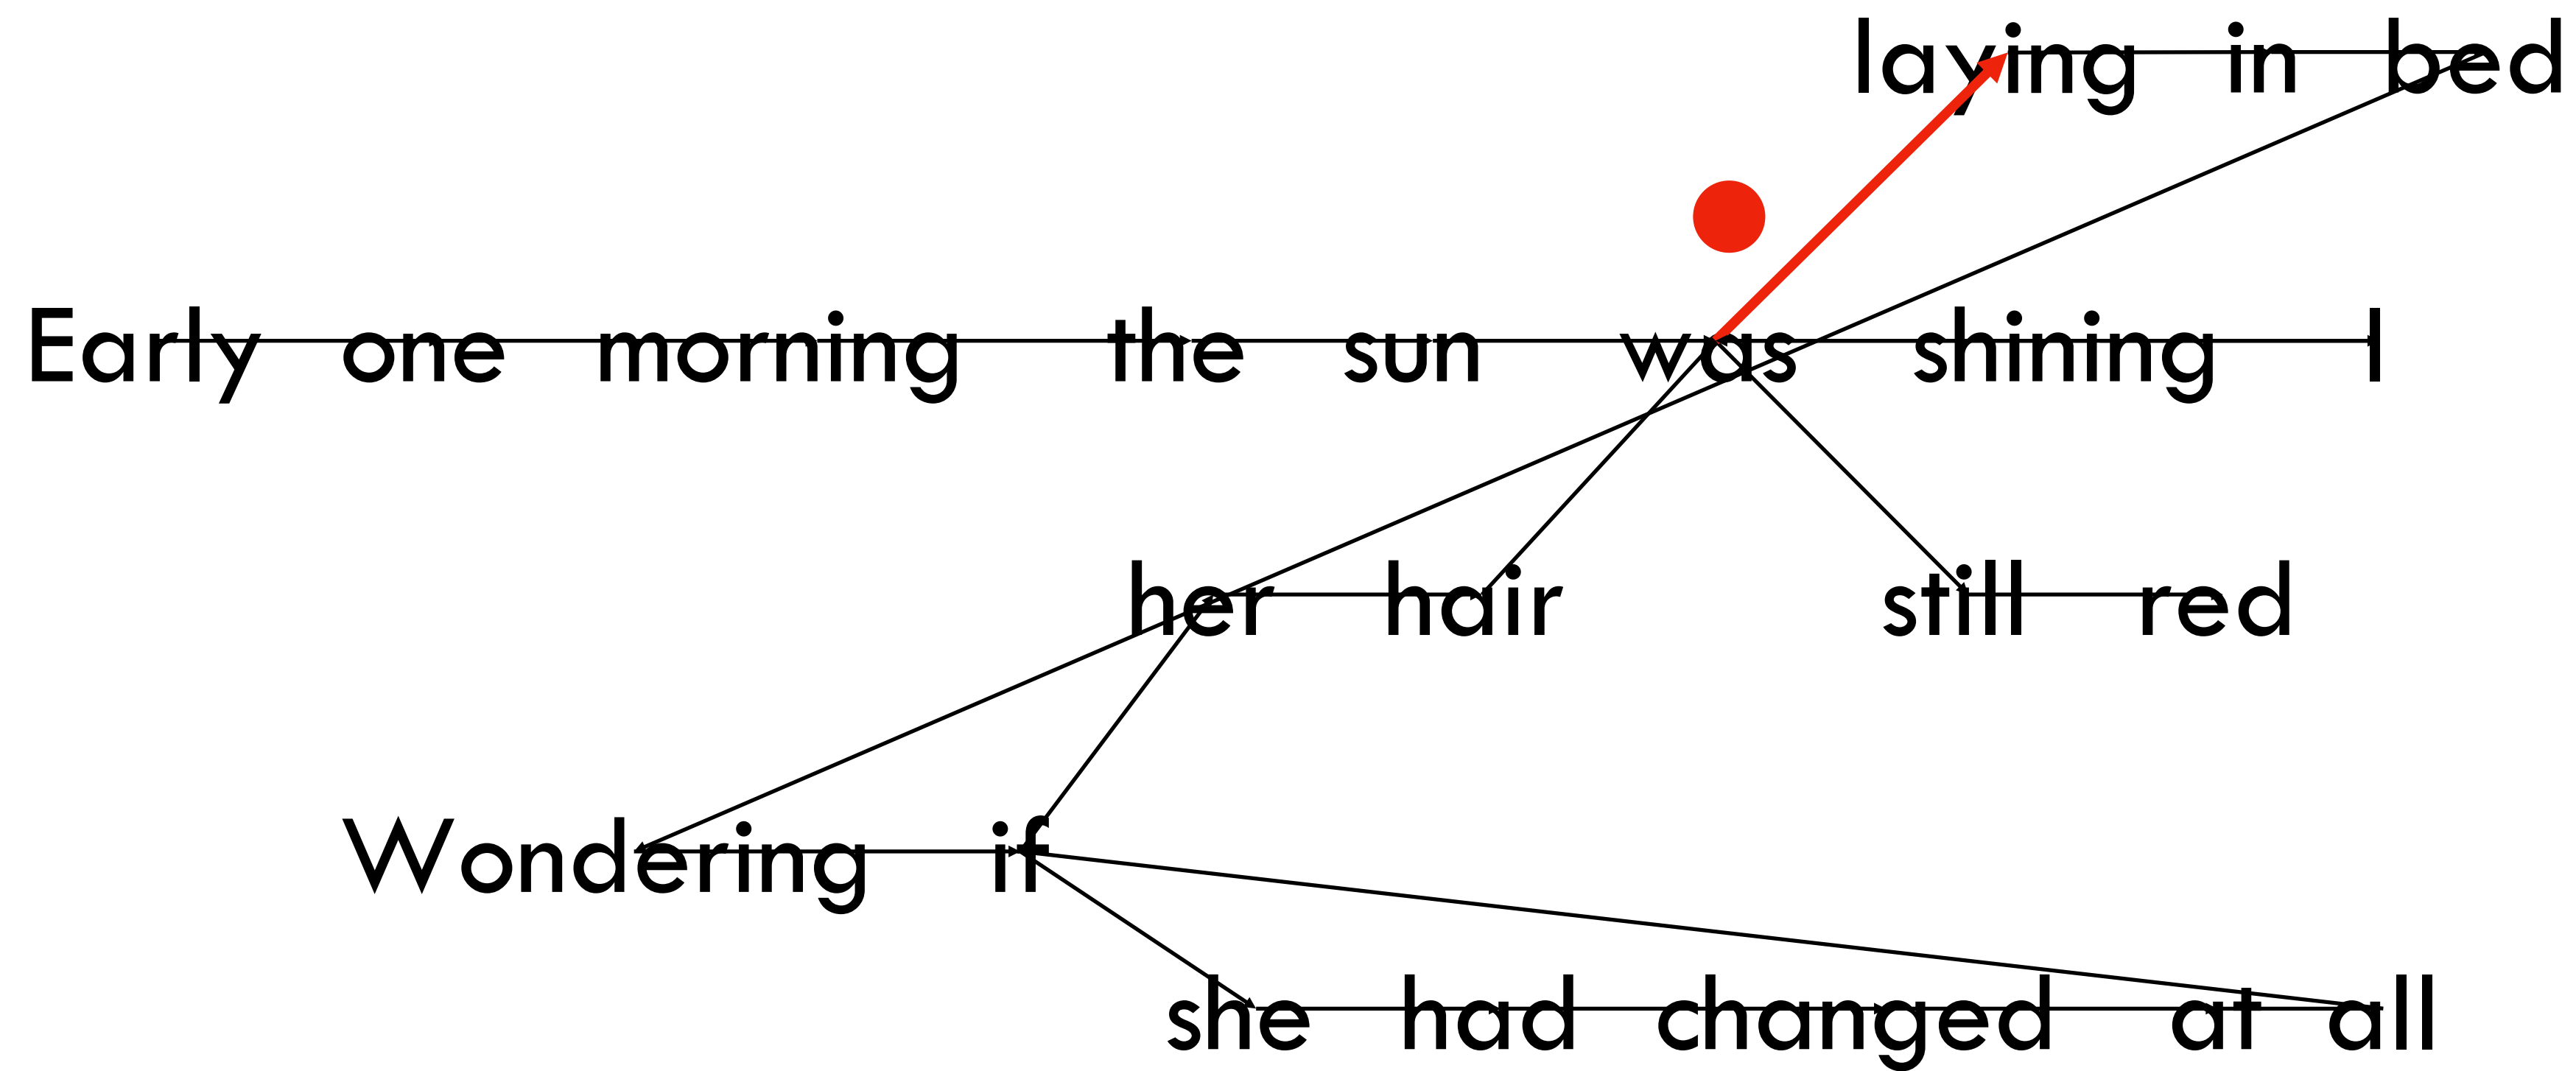 laying in bed
Early one morning the sun was shining I
her hair still red
Wondering if
she had changed at all